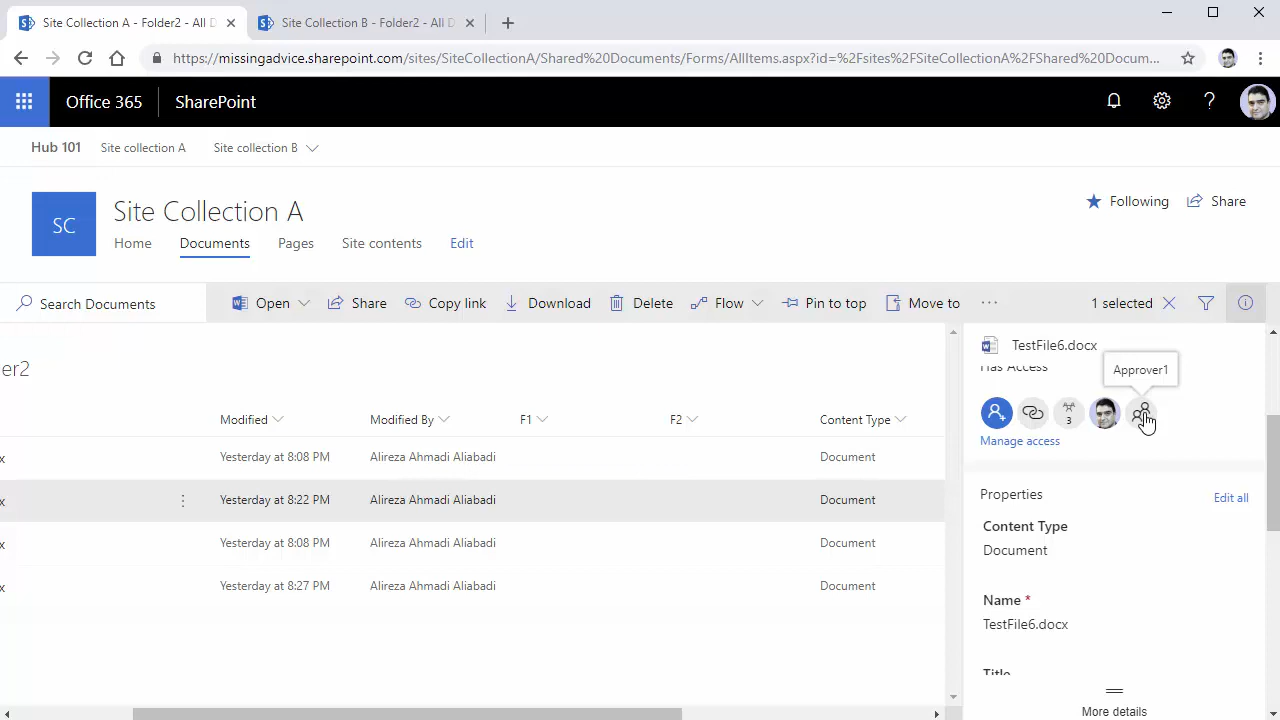 Site Collection A - Folder2 - All D
Site Collection B - Folder2 - All D
https://missingadvice.sharepoint.com/sites/SiteCollectionA/Shared%20Documents/Forms/AllItems.aspx?id=%2Fsites%2FSiteCollectionA%2FShared%20Docum...
Office 365 SharePoint
Hub 101 Site collection A Site collection B
SC
Site Collection A
Following Share
Home Documents Pages Site contents Edit
Search Documents Open Share Copy link Download Delete Flow Pin to top Move to ... 1 selected
TestFile6.docx
Has Access
Approver1
er2
3
Manage access
Modified Modified By F1 F2 Content Type
x Yesterday at 8:08 PM Alireza Ahmadi Aliabadi Document
x Yesterday at 8:22 PM Alireza Ahmadi Aliabadi Document
x Yesterday at 8:08 PM Alireza Ahmadi Aliabadi Document
x Yesterday at 8:27 PM Alireza Ahmadi Aliabadi Document
Properties Edit all
Content Type
Document
Name *
TestFile6.docx
Title
More details